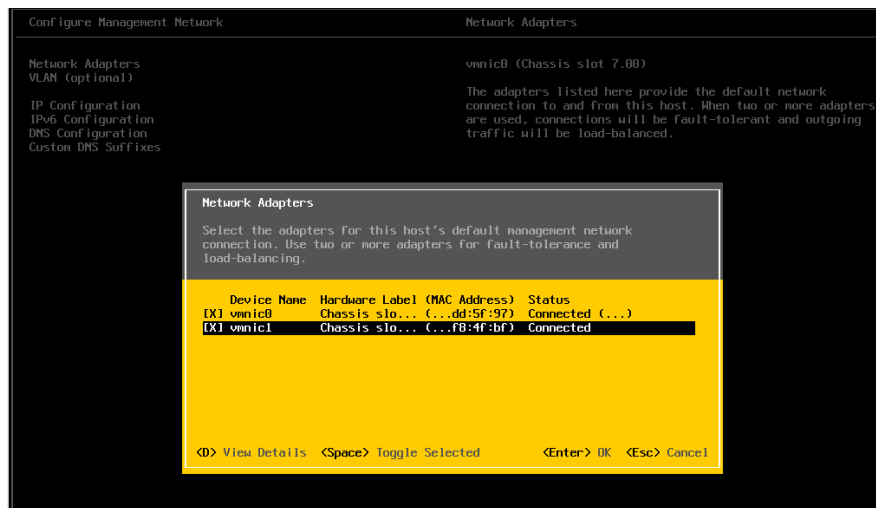 Configure Management Network
Network Adapters
Network Adapters
VLAN (optional)
IP Configuration
IPv6 Configuration
DNS Configuration
Custom DNS Suffixes
vmnic0 (Chassis slot 7.00)
The adapters listed here provide the default network
connection to and from this host. When two or more adapters
are used, connections will be fault-tolerant and outgoing
traffic will be load-balanced.
Network Adapters
Select the adapters for this host's default management network
connection. Use two or more adapters for fault-tolerance and
load-balancing.
Device Name Hardware Label (MAC Address) Status
[X] vmnic0 Chassis slo... (...dd:5f:97) Connected (...)
[X] vmnic1 Chassis slo... (...f8:4f:bf) Connected
<D> View Details <Space> Toggle Selected <Enter> OK <Esc> Cancel